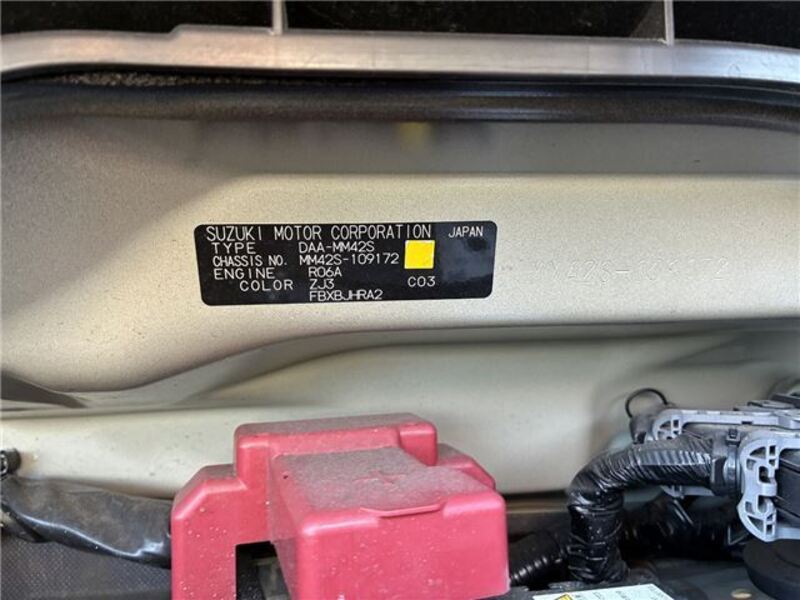 SUZUKI MOTOR CORPORATION JAPAN
TYPE DAA-MM42S
CHASSIS NO. MM42S-109172
ENGINE R06A
COLOR ZJ3 C03
FBXBJHRA2